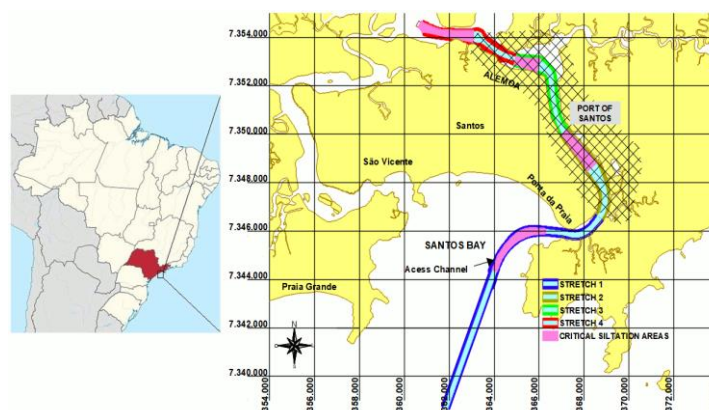 7.354,000
7.352,000
ALEMOA
PORT OF
SANTOS
7.350,000
Santos
São Vicente
7.348,000
Ponta da Praia
7.346,000
SANTOS BAY
Acess Channel
7.344,000
Praia Grande
STRETCH 1
STRETCH 2
STRETCH 3
STRETCH 4
CRITICAL SILTATION AREAS
7.342,000
N
7.340,000
354,000
356,000
358,000
360,000
362,000
364,000
366,000
368,000
370,000
372,000